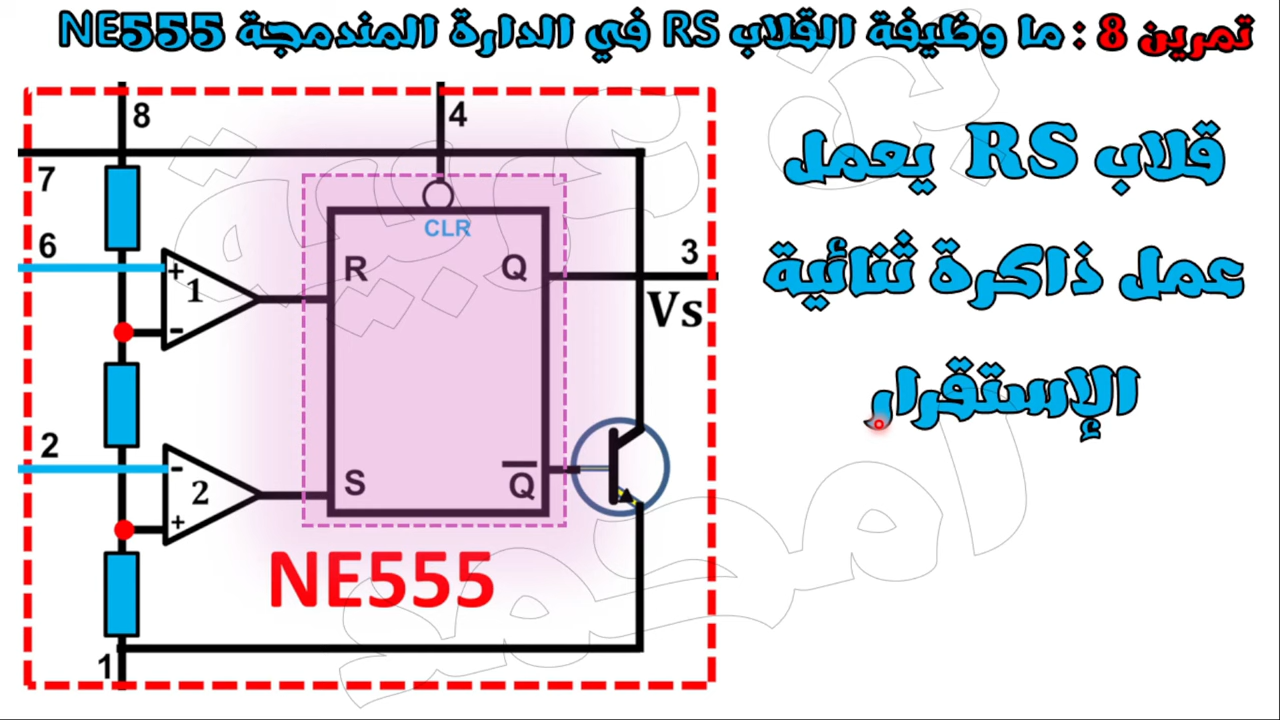 تمرين 8 : ما وظيفة القلاب RS في الدارة المندمجة NE555
8
4
7
6
3
CLR
R
Q
+
1
-
Vs
2
S
Q̅
-
2
+
NE555
1
قلاب RS يعمل
عمل ذاكرة ثنائية
الإستقرار